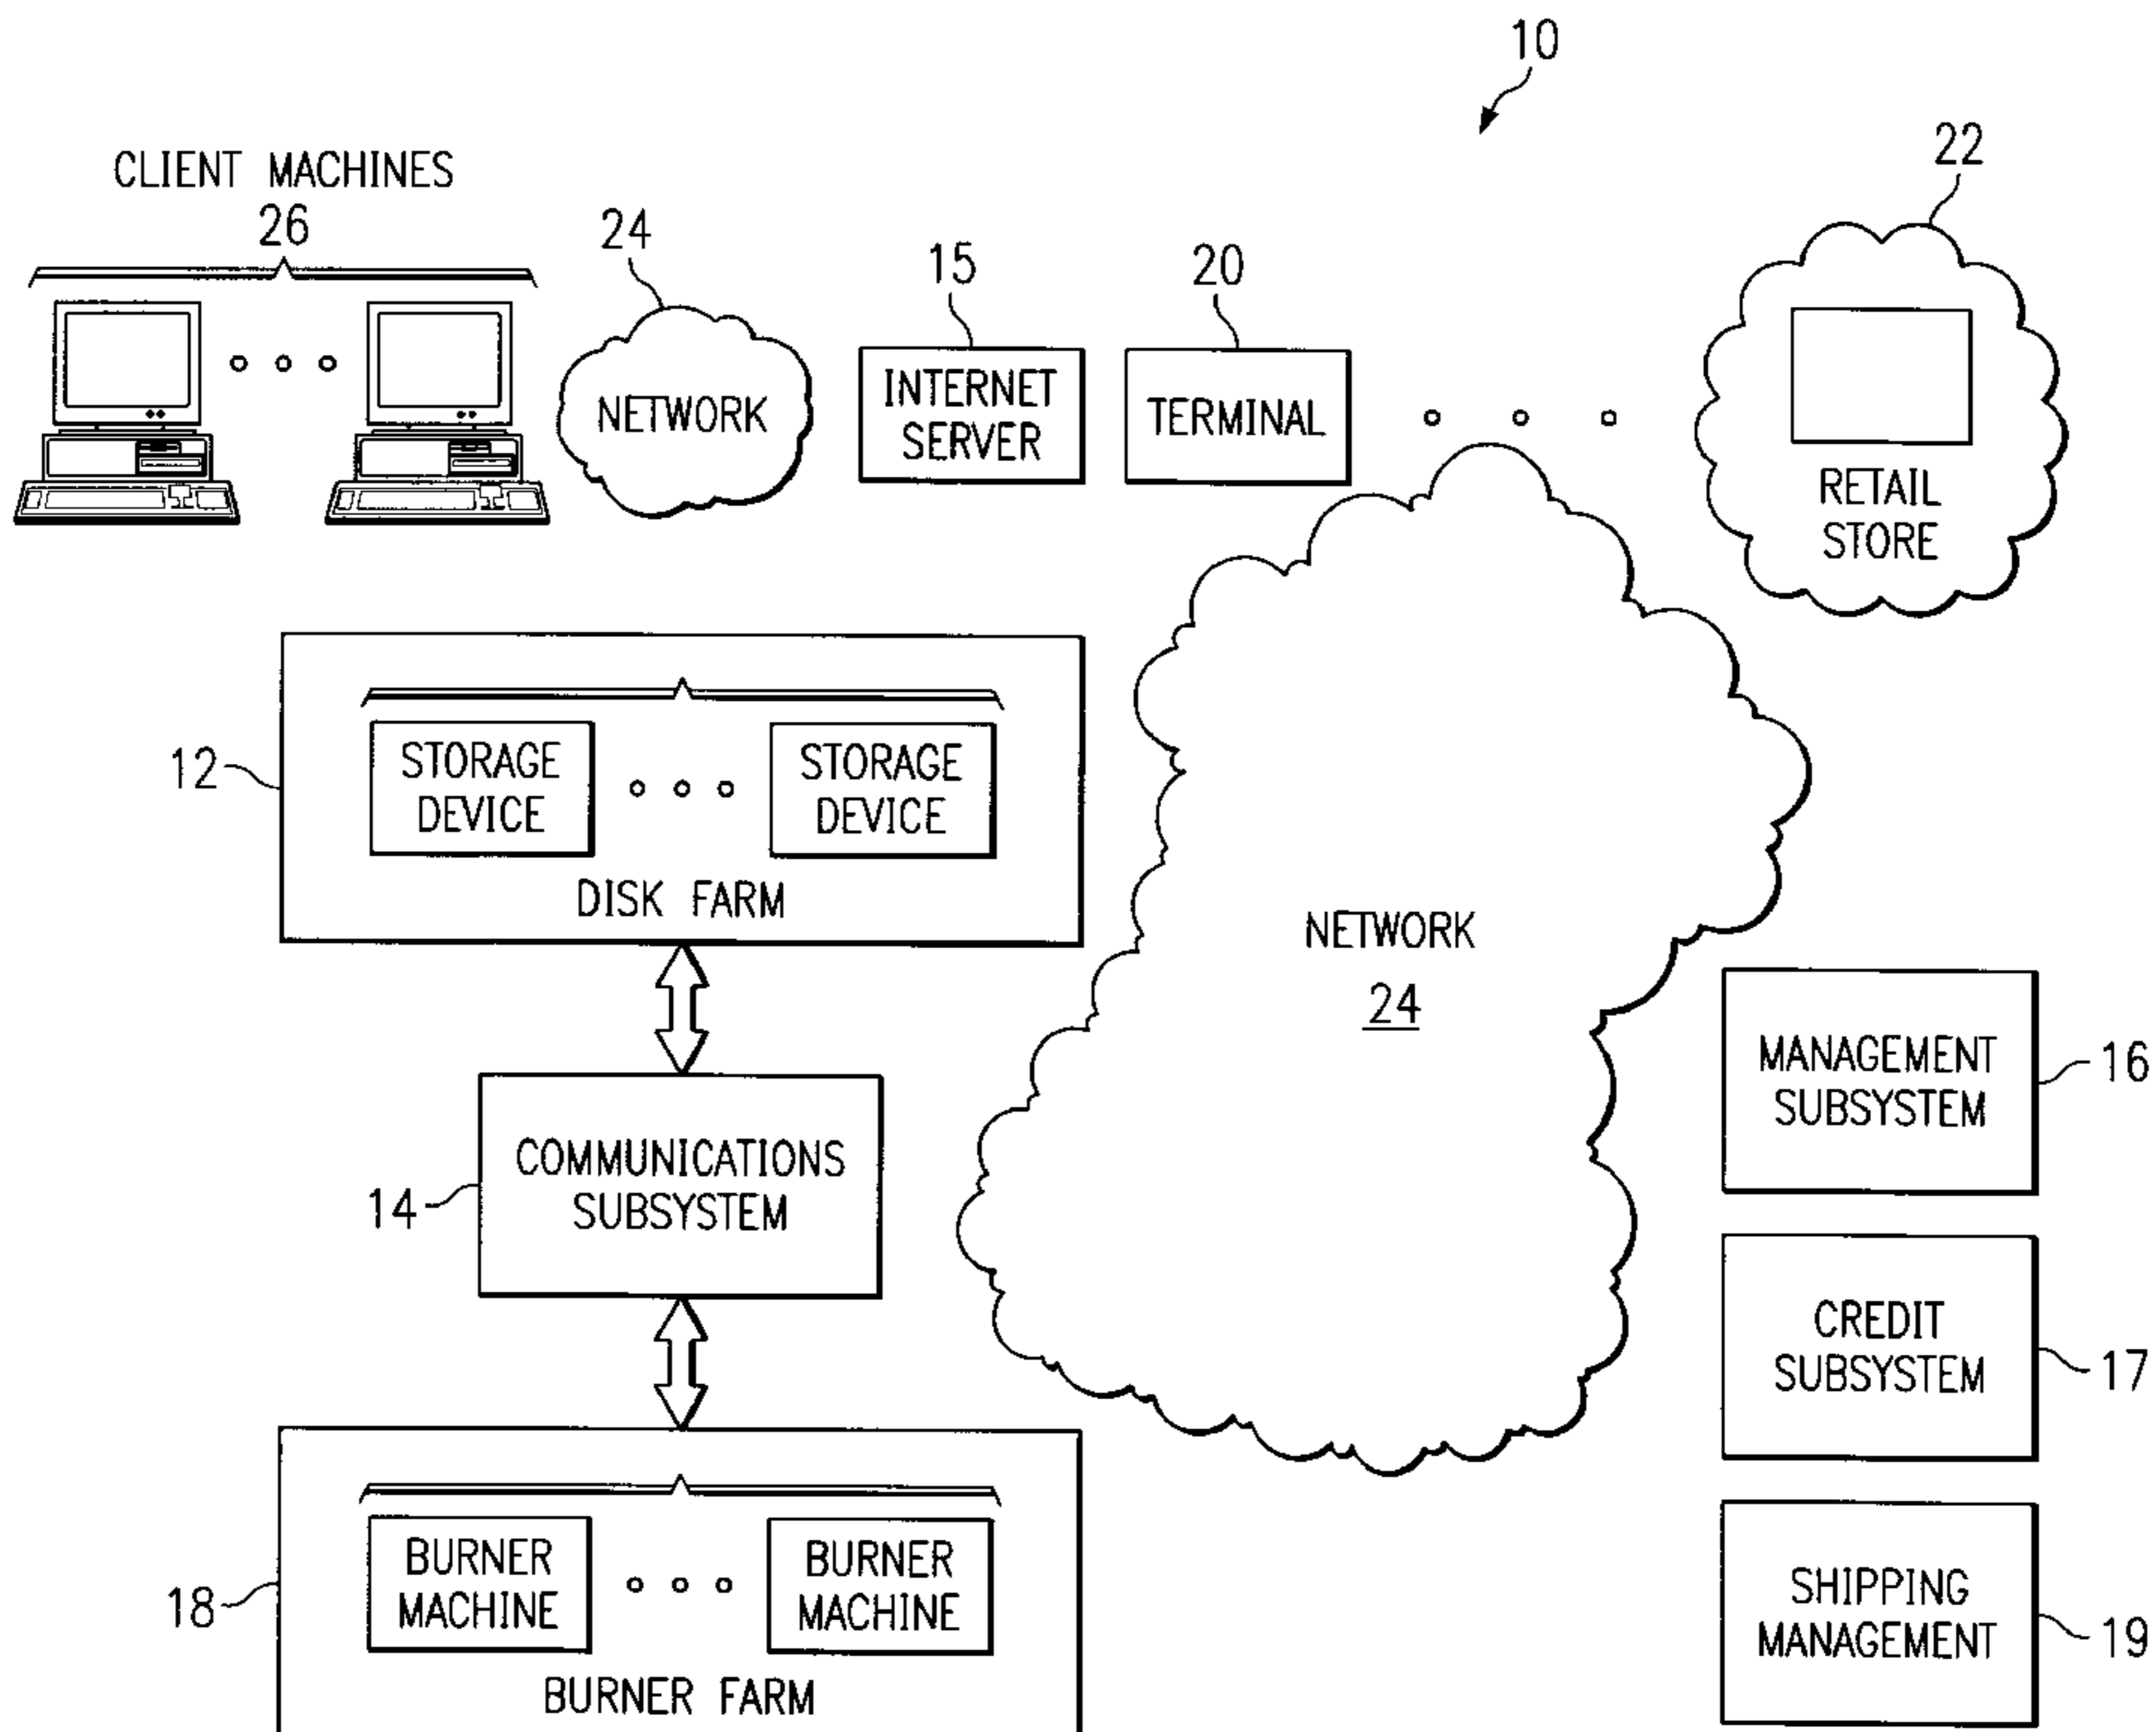 10
CLIENT MACHINES
26
24
15
20
22
NETWORK
INTERNET
SERVER
TERMINAL
RETAIL
STORE
12
STORAGE
DEVICE
STORAGE
DEVICE
DISK FARM
NETWORK
24
14
COMMUNICATIONS
SUBSYSTEM
MANAGEMENT
SUBSYSTEM
16
CREDIT
SUBSYSTEM
17
18
BURNER
MACHINE
BURNER
MACHINE
BURNER FARM
SHIPPING
MANAGEMENT
19